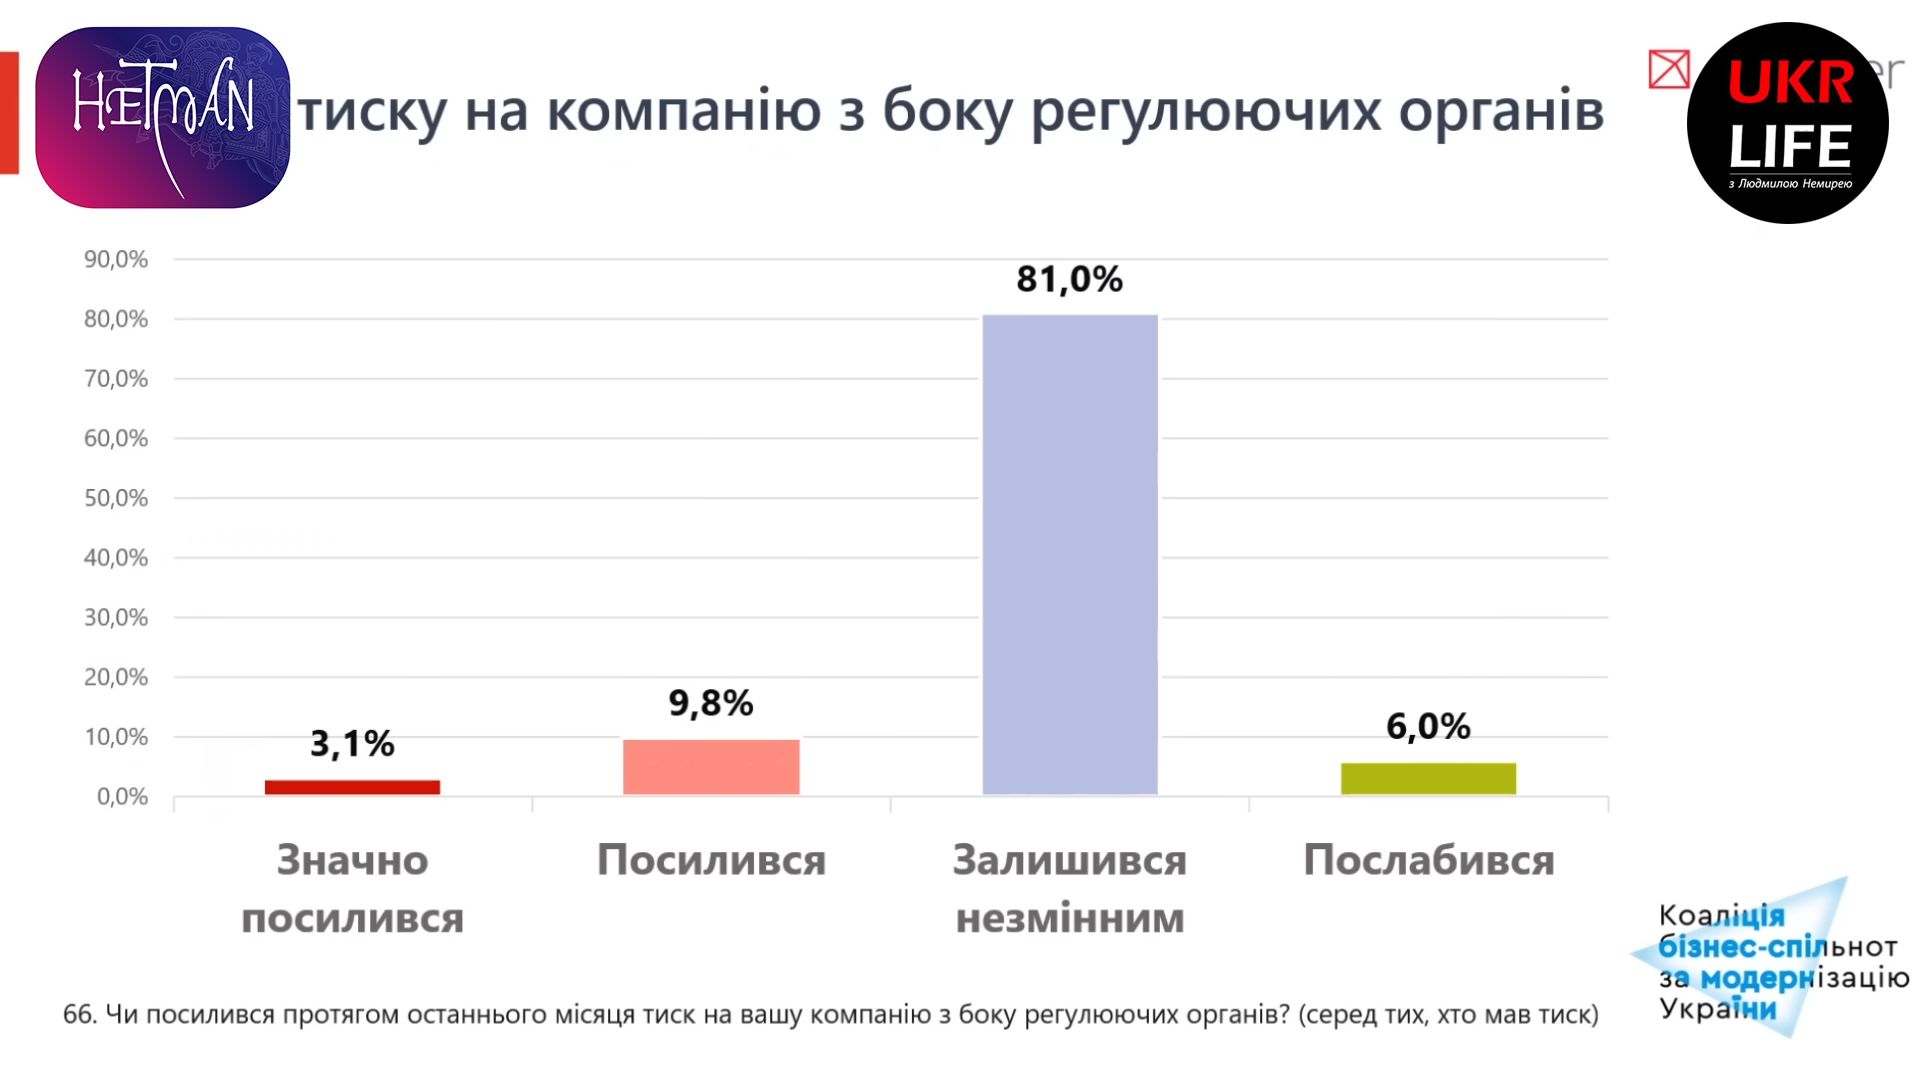 HETMAN
тиску на компанію з боку регулюючих органів
UKR
LIFE
з Людмилою Немирею
90,0%
80,0%
70,0%
60,0%
50,0%
40,0%
30,0%
20,0%
10,0%
0,0%
3,1%
9,8%
81,0%
6,0%
Значно
посилився
Посилився
Залишився
незмінним
Послабився
66. Чи посилився протягом останнього місяця тиск на вашу компанію з боку регулюючих органів? (серед тих, хто мав тиск)
Коаліція
бізнес-спільнот
за модернізацію
України